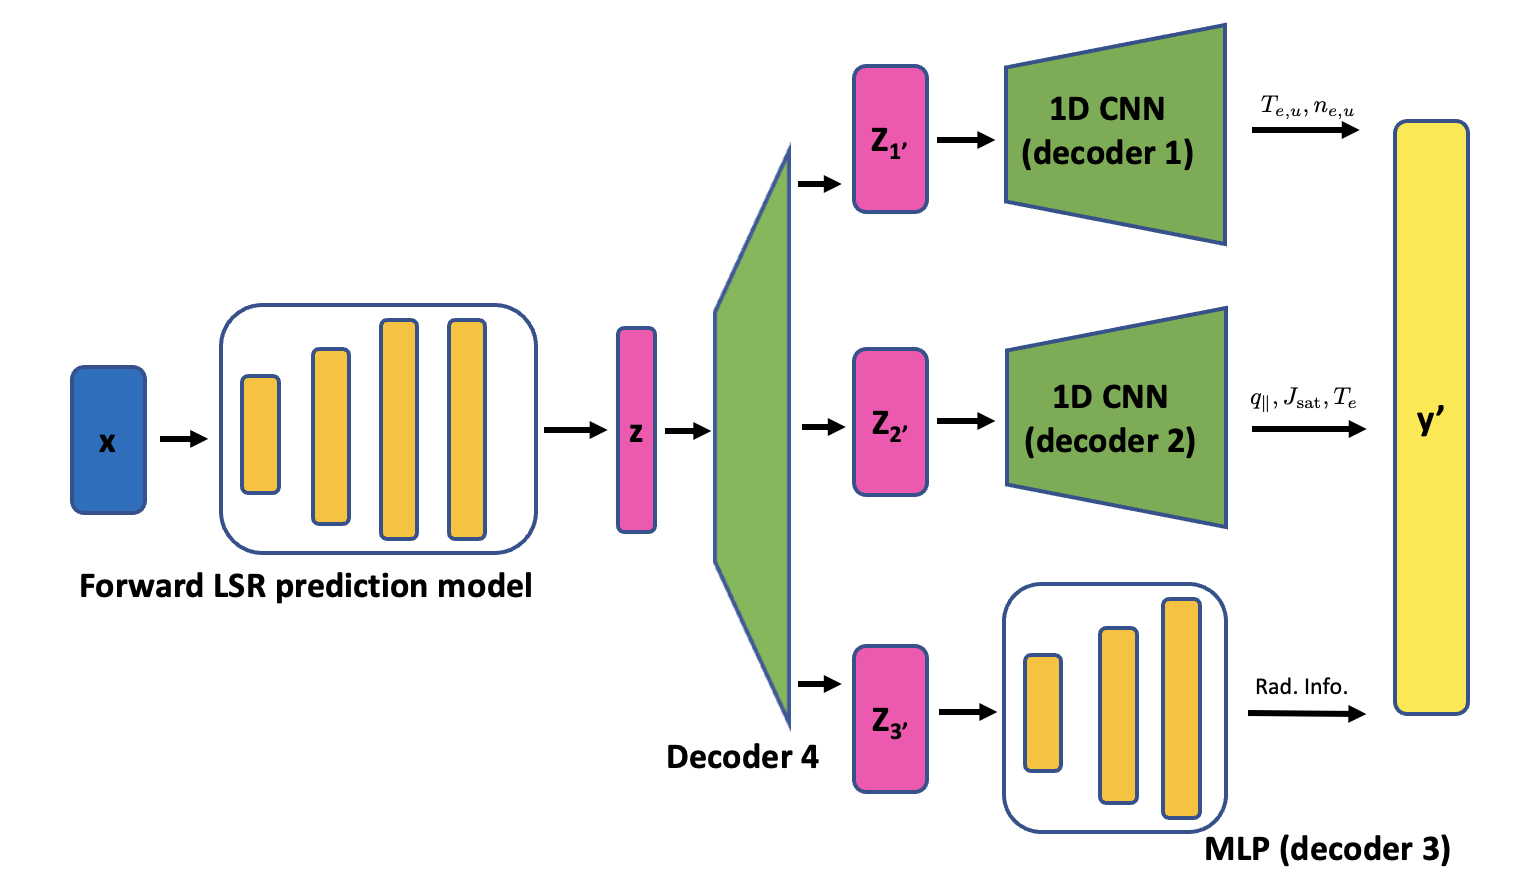 x
Forward LSR prediction model
z
Decoder 4
Z1′
1D CNN
(decoder 1)
Te,u, ne,u
Z2′
1D CNN
(decoder 2)
q∥, Jsat, Te
Z3′
MLP (decoder 3)
Rad. Info.
y’